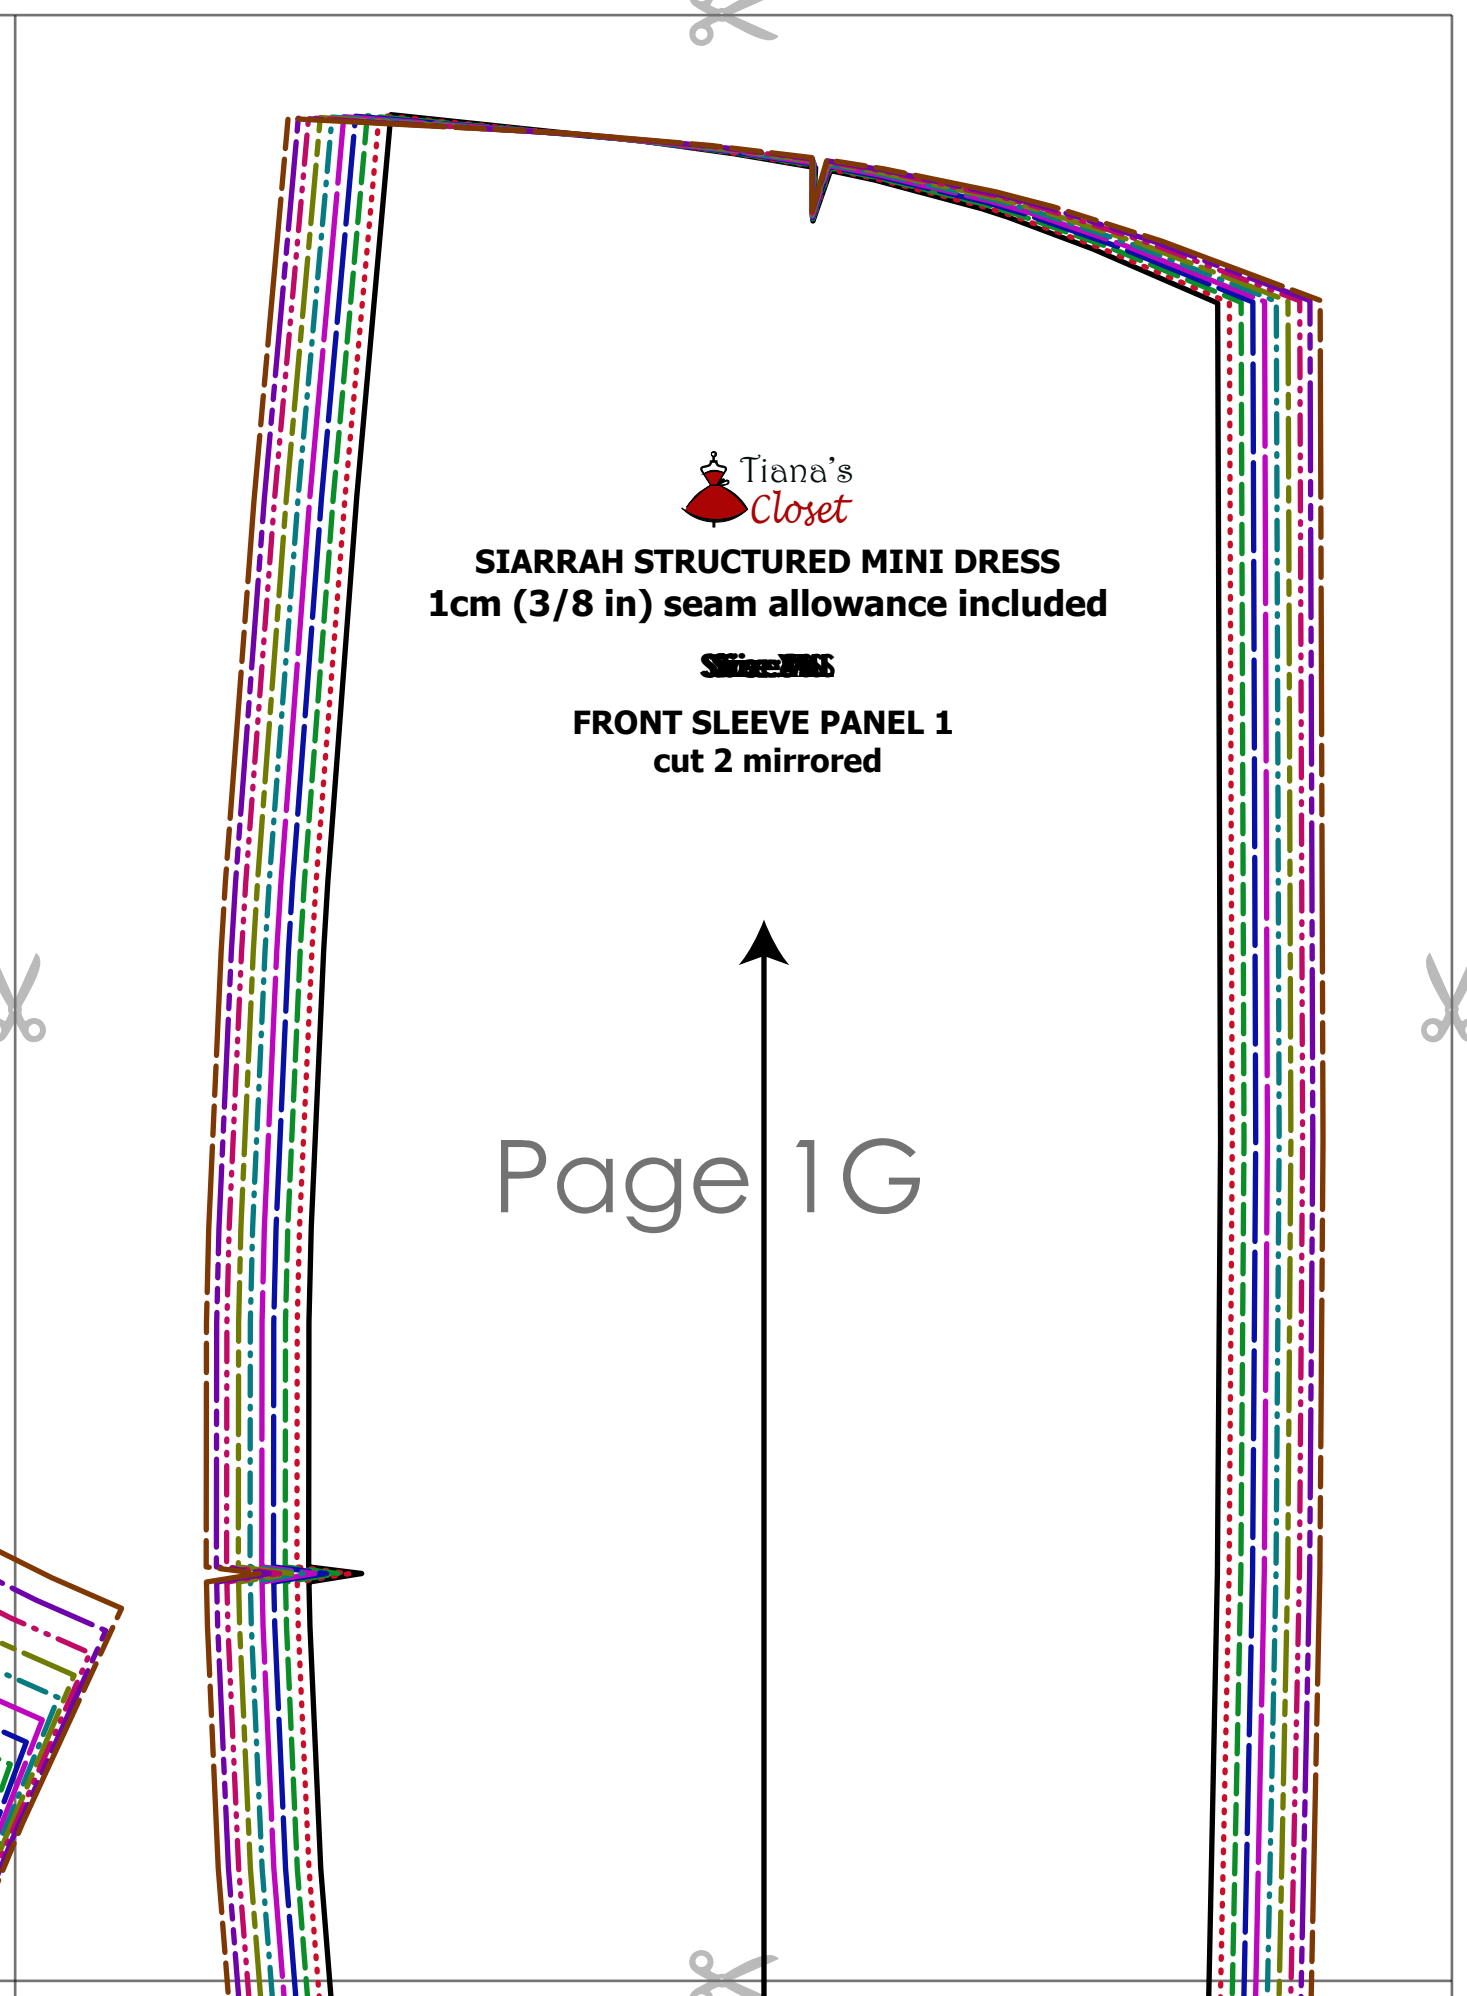 Tiana's
Closet
SIARRAH STRUCTURED MINI DRESS
1cm (3/8 in) seam allowance included
FRONT SLEEVE PANEL 1
cut 2 mirrored
Page 1G